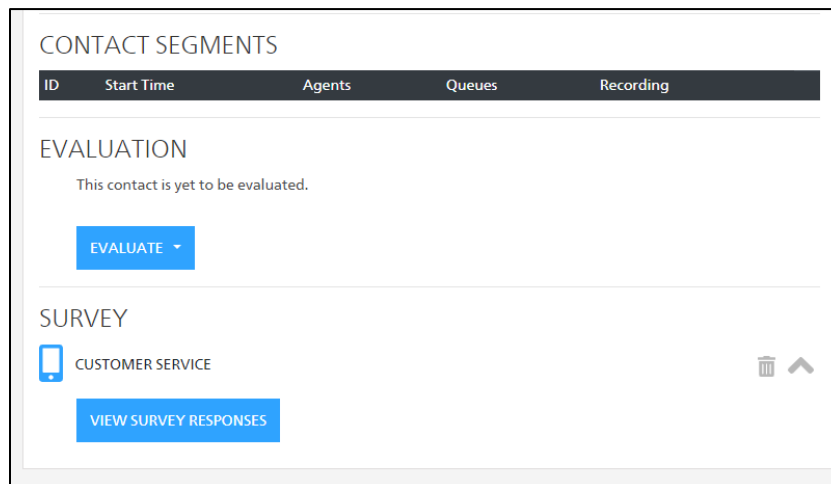 CONTACT SEGMENTS
ID Start Time Agents Queues Recording
EVALUATION
This contact is yet to be evaluated.
EVALUATE
SURVEY
CUSTOMER SERVICE
VIEW SURVEY RESPONSES